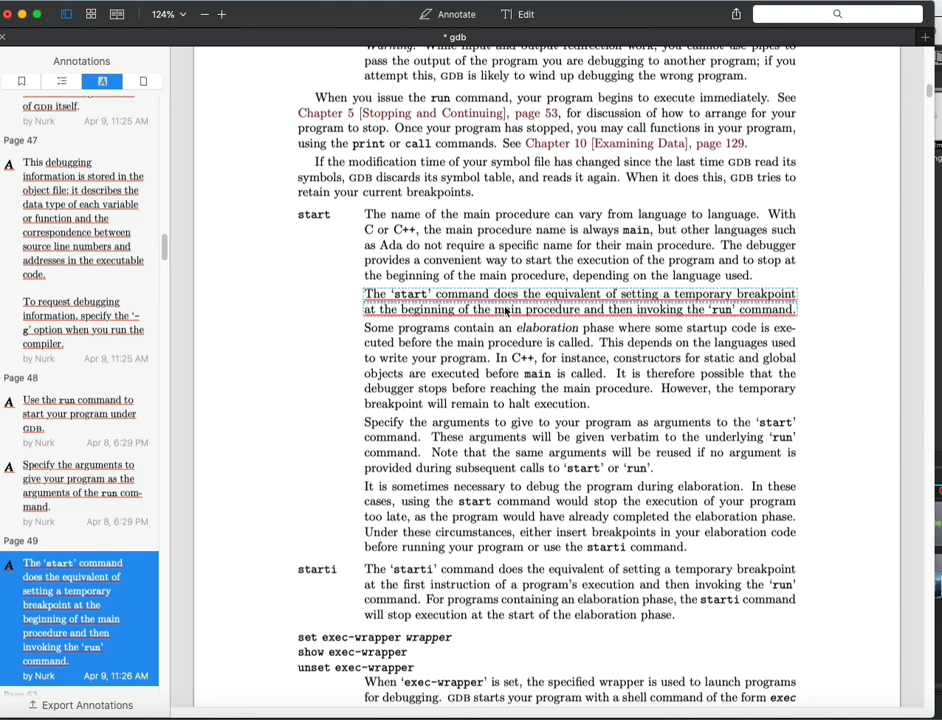 124%
Annotate
Edit
* gdb
Annotations
of GDB itself.
by Nurk Apr 9, 11:25 AM
Page 47
This debugging
information is stored in the
object file; it describes the
data type of each variable
or function and the
correspondence between
source line numbers and
addresses in the executable
code.
To request debugging
information, specify the '-
g' option when you run the
compiler.
by Nurk Apr 9, 11:25 AM
Page 48
Use the run command to
start your program under
GDB.
by Nurk Apr 8, 6:29 PM
Specify the arguments to
give your program as the
arguments of the run com-
mand.
by Nurk Apr 8, 6:29 PM
Page 49
The 'start' command
does the equivalent of
setting a temporary
breakpoint at the
beginning of the main
procedure and then
invoking the 'run'
command.
by Nurk Apr 9, 11:26 AM
Page 52
Export Annotations
Warning: While input and output redirection work, you cannot use pipes to
pass the output of the program you are debugging to another program; if you
attempt this, GDB is likely to wind up debugging the wrong program.
When you issue the run command, your program begins to execute immediately. See
Chapter 5 [Stopping and Continuing], page 53, for discussion of how to arrange for your
program to stop. Once your program has stopped, you may call functions in your program,
using the print or call commands. See Chapter 10 [Examining Data], page 129.
If the modification time of your symbol file has changed since the last time GDB read its
symbols, GDB discards its symbol table, and reads it again. When it does this, GDB tries to
retain your current breakpoints.
start The name of the main procedure can vary from language to language. With
C or C++, the main procedure name is always main, but other languages such
as Ada do not require a specific name for their main procedure. The debugger
provides a convenient way to start the execution of the program and to stop at
the beginning of the main procedure, depending on the language used.
The 'start' command does the equivalent of setting a temporary breakpoint
at the beginning of the main procedure and then invoking the 'run' command.
Some programs contain an elaboration phase where some startup code is exe-
cuted before the main procedure is called. This depends on the languages used
to write your program. In C++, for instance, constructors for static and global
objects are executed before main is called. It is therefore possible that the
debugger stops before reaching the main procedure. However, the temporary
breakpoint will remain to halt execution.
Specify the arguments to give to your program as arguments to the 'start'
command. These arguments will be given verbatim to the underlying 'run'
command. Note that the same arguments will be reused if no argument is
provided during subsequent calls to 'start' or 'run'.
It is sometimes necessary to debug the program during elaboration. In these
cases, using the start command would stop the execution of your program
too late, as the program would have already completed the elaboration phase.
Under these circumstances, either insert breakpoints in your elaboration code
before running your program or use the starti command.
starti The 'starti' command does the equivalent of setting a temporary breakpoint
at the first instruction of a program's execution and then invoking the 'run'
command. For programs containing an elaboration phase, the starti command
will stop execution at the start of the elaboration phase.
set exec-wrapper wrapper
show exec-wrapper
unset exec-wrapper
When 'exec-wrapper' is set, the specified wrapper is used to launch programs
for debugging. GDB starts your program with a shell command of the form exec